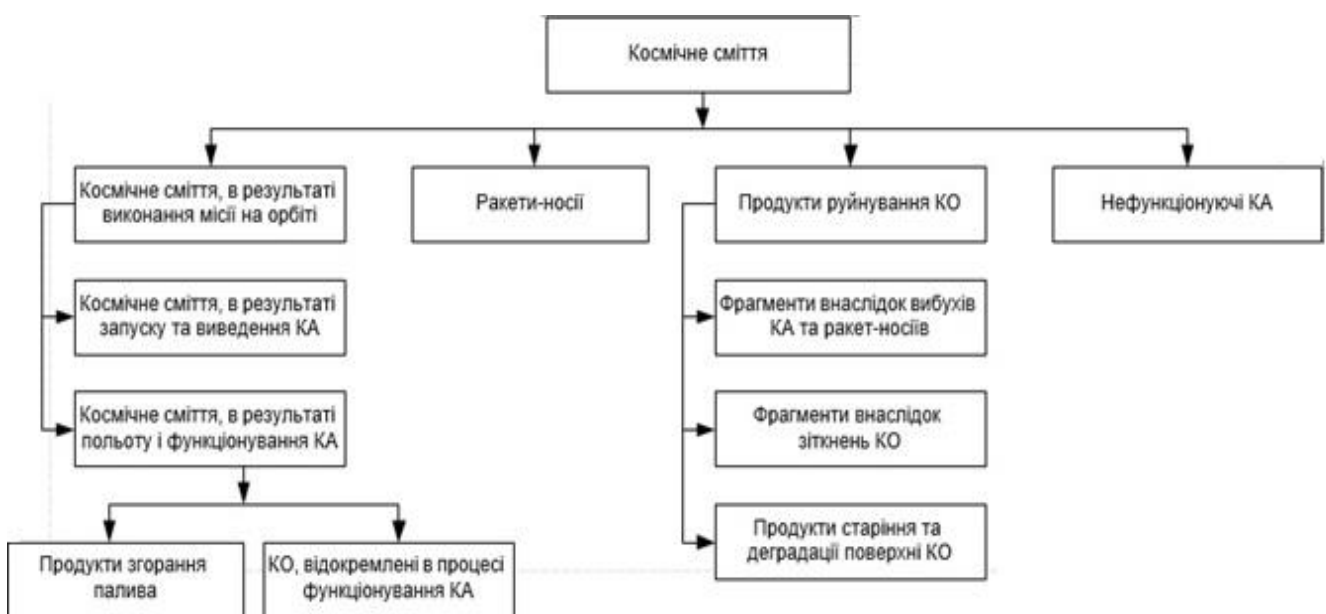 Космічне сміття
Космічне сміття, в результаті
виконання місії на орбіті
Ракети-носії
Продукти руйнування КО
Нефункціонуючі КА
Космічне сміття, в результаті
запуску та виведення КА
Фрагменти внаслідок вибухів
КА та ракет-носіїв
Космічне сміття, в результаті
польоту і функціонування КА
Фрагменти внаслідок
зіткнень КО
Продукти старіння та
деградації поверхні КО
Продукти згорання
палива
КО, відокремлені в процесі
функціонування КА